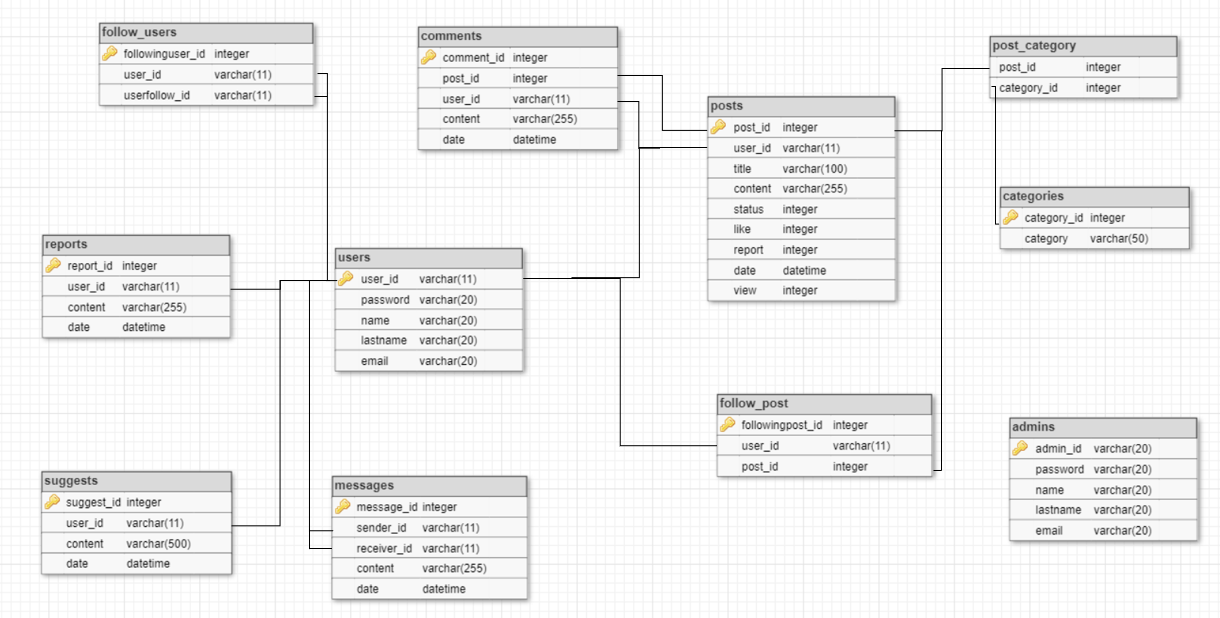 follow_users
followinguser_id integer
user_id varchar(11)
userfollow_id varchar(11)
comments
comment_id integer
post_id integer
user_id varchar(11)
content varchar(255)
date datetime
posts
post_id integer
user_id varchar(11)
title varchar(100)
content varchar(255)
status integer
like integer
report integer
date datetime
view integer
post_category
post_id integer
category_id integer
categories
category_id integer
category varchar(50)
reports
report_id integer
user_id varchar(11)
content varchar(255)
date datetime
users
user_id varchar(11)
password varchar(20)
name varchar(20)
lastname varchar(20)
email varchar(20)
follow_post
followingpost_id integer
user_id varchar(11)
post_id integer
admins
admin_id varchar(20)
password varchar(20)
name varchar(20)
lastname varchar(20)
email varchar(20)
suggests
suggest_id integer
user_id varchar(11)
content varchar(500)
date datetime
messages
message_id integer
sender_id varchar(11)
receiver_id varchar(11)
content varchar(255)
date datetime